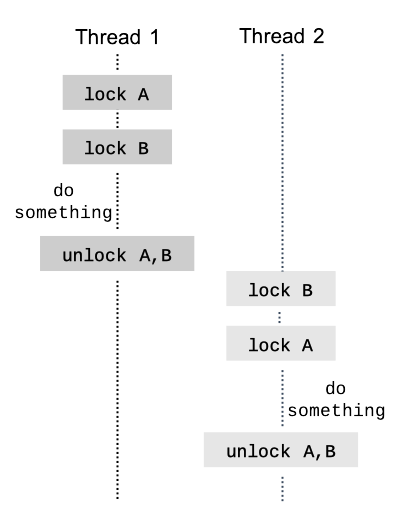 Thread 1
Thread 2
lock A
lock B
do
something
unlock A,B
lock B
lock A
do
something
unlock A,B